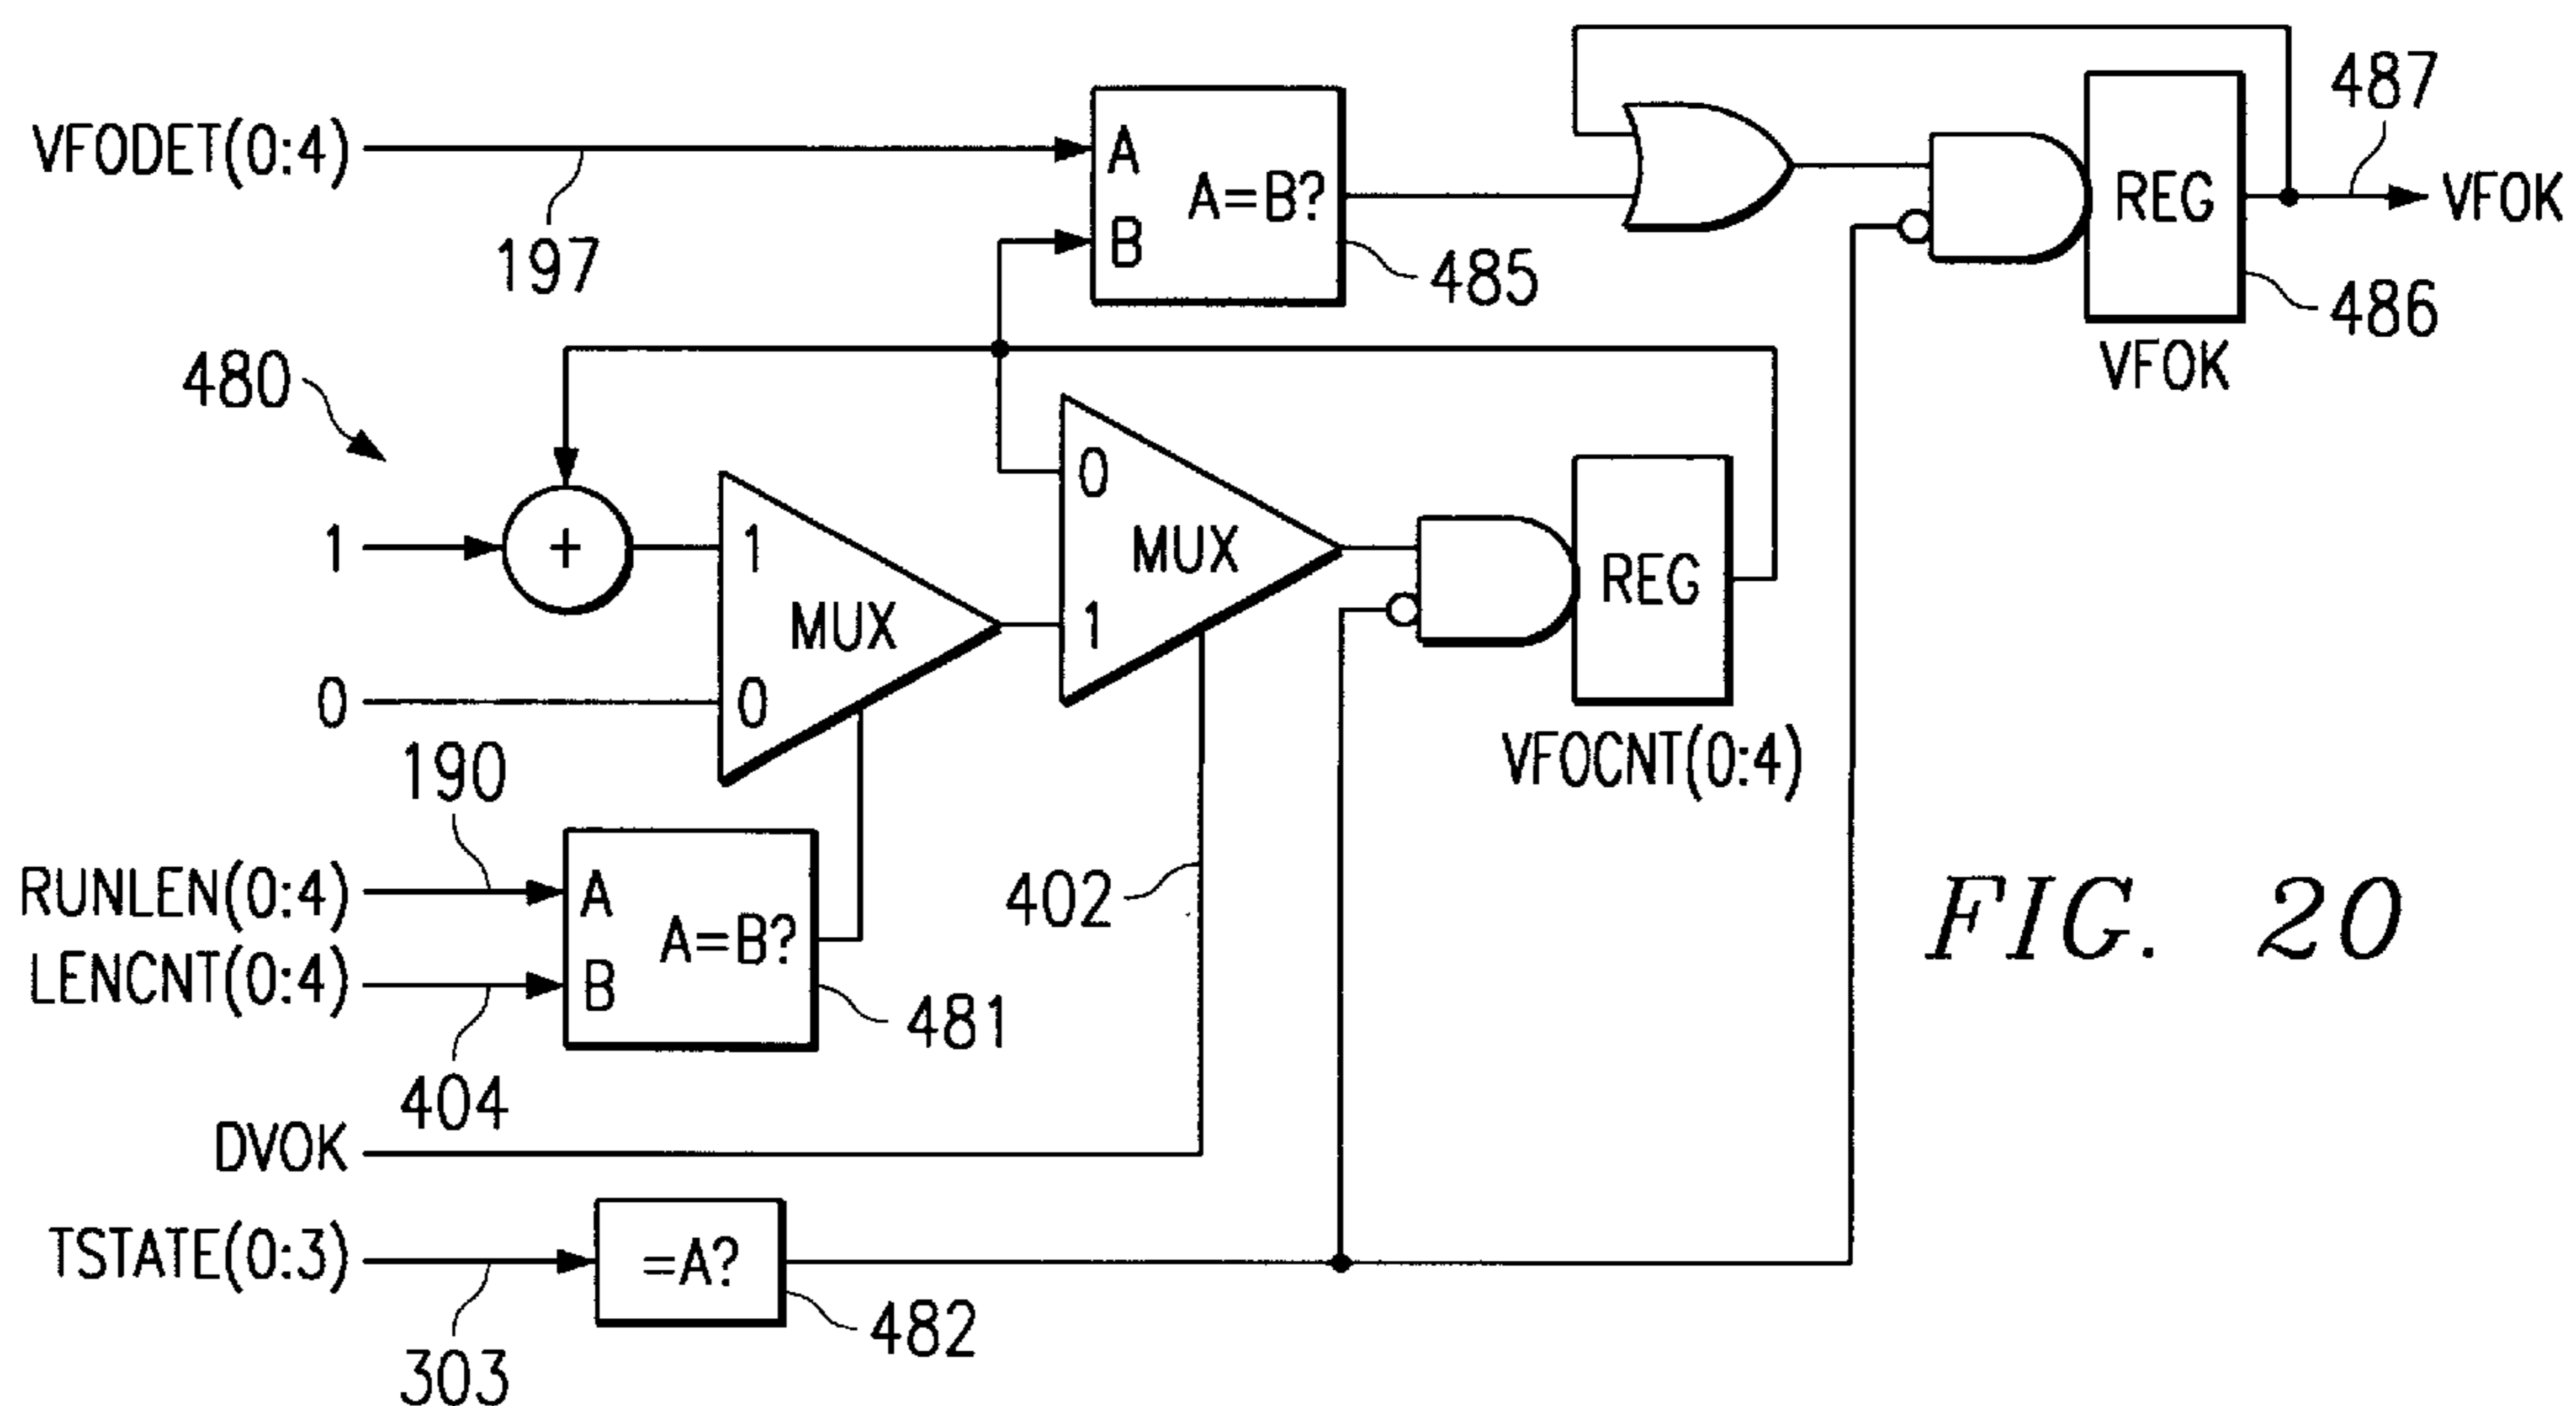 487
VFODET(0:4)
A
A=B?
B
REG
VFOK
197
485
486
VFOK
480
0
1
+
1
MUX
MUX
1
REG
0
0
VFOCNT(0:4)
190
RUNLEN(0:4)
A
A=B?
402
LENCNT(0:4)
B
481
404
DVOK
TSTATE(0:3)
=A?
482
303
FIG. 20